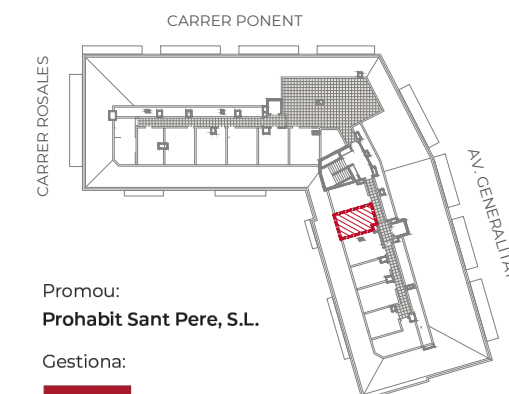 CARRER PONENT
CARRER ROSALES
AV. GENERALITAT
Promou:
Prohabit Sant Pere, S.L.
Gestiona: